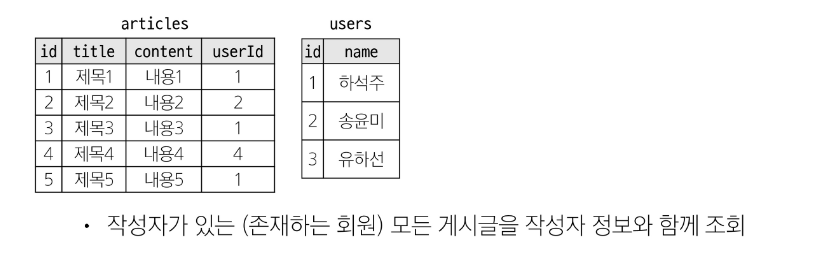 articles users
id title content userId id name
1 제목1 내용1 1 1 하석주
2 제목2 내용2 2 2 송윤미
3 제목3 내용3 1 3 유하선
4 제목4 내용4 4
5 제목5 내용5 1
• 작성자가 있는 (존재하는 회원) 모든 게시글을 작성자 정보와 함께 조회